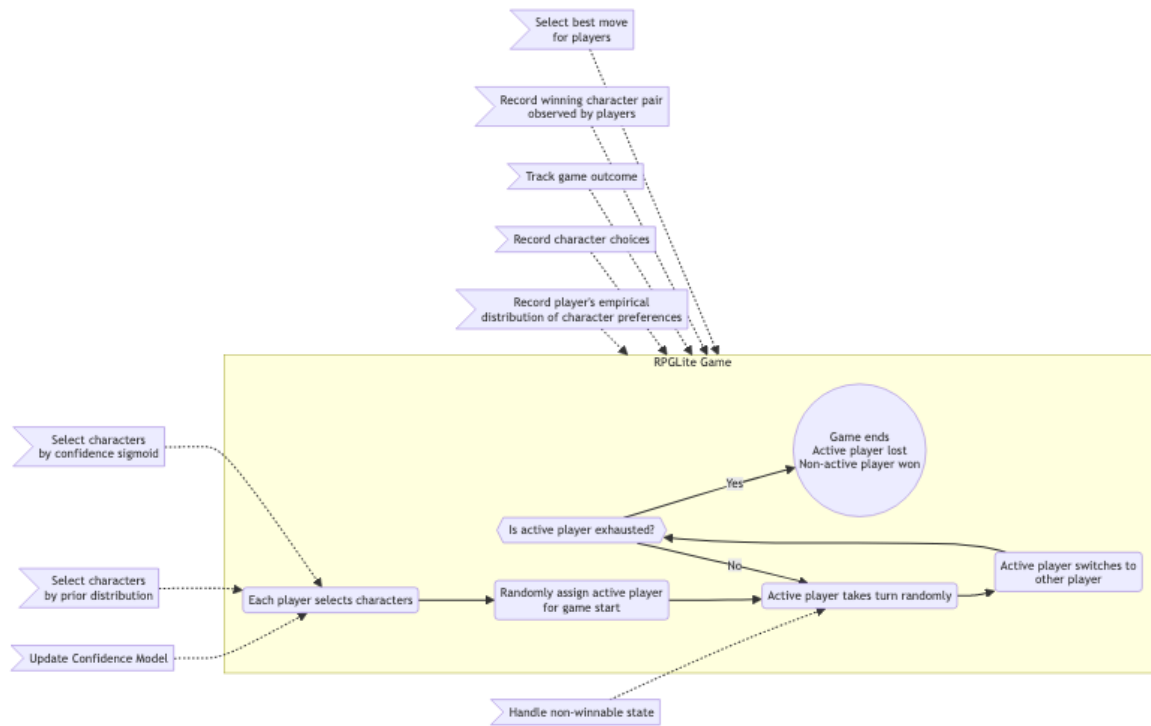 Select best move
for players
Record winning character pair
observed by players
Track game outcome
Record character choices
Record player's empirical
distribution of character preferences
RPGLite Game
Select characters
by confidence sigmoid
Game ends
Active player lost
Non-active player won
Yes
Is active player exhausted?
No
Active player switches to
other player
Select characters
by prior distribution
Each player selects characters
Randomly assign active player
for game start
Active player takes turn randomly
Update Confidence Model
Handle non-winnable state